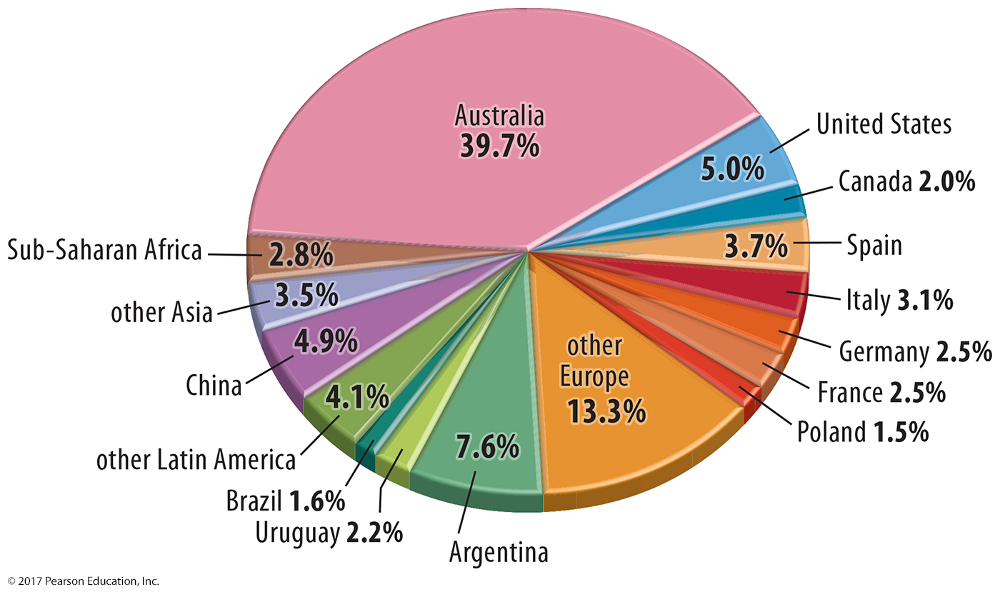 Australia
39.7%
United States
5.0%
Canada 2.0%
3.7%
Spain
Italy 3.1%
Germany 2.5%
France 2.5%
Poland 1.5%
other
Europe
13.3%
7.6%
Argentina
Uruguay 2.2%
Brazil 1.6%
4.1%
other Latin America
4.9%
China
3.5%
other Asia
Sub-Saharan Africa
2.8%
© 2017 Pearson Education, Inc.